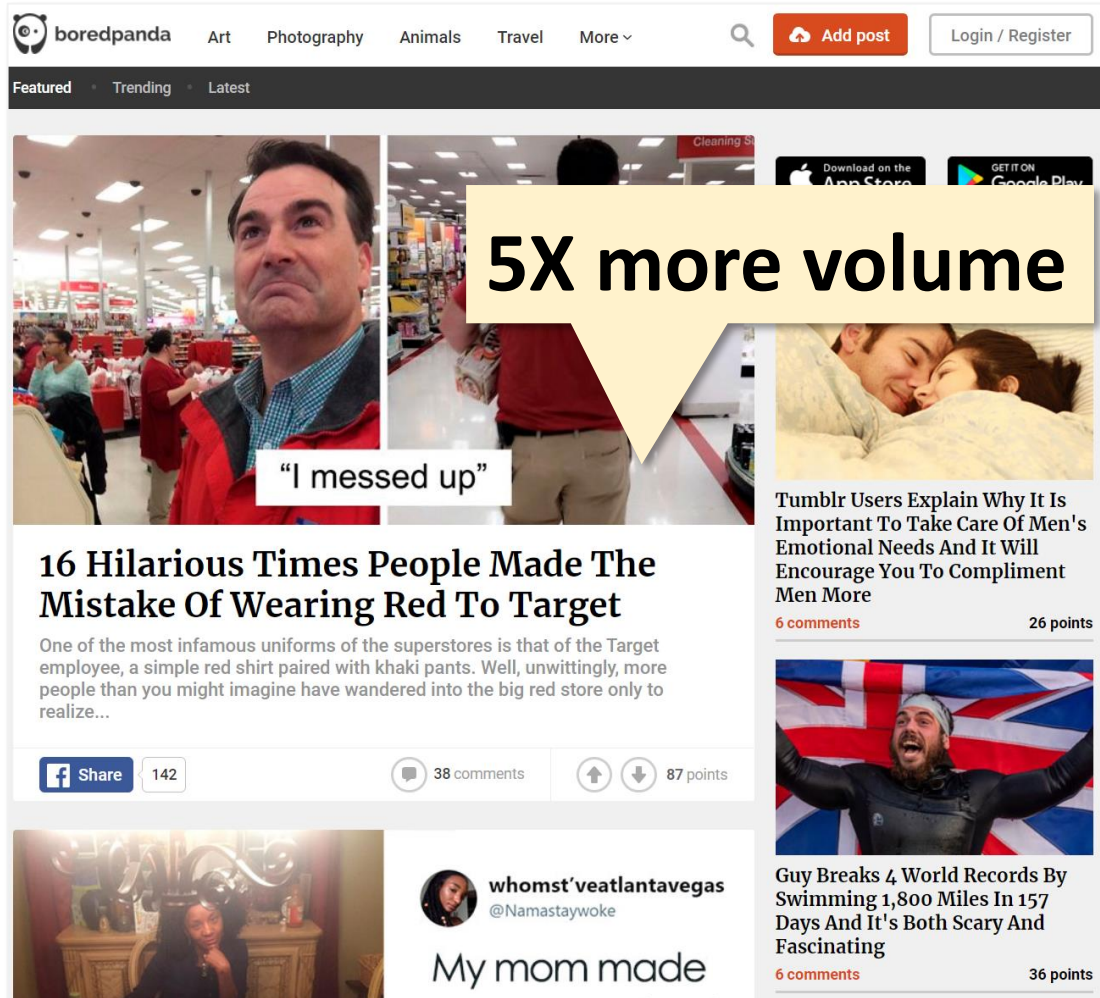 boredpanda
Art Photography Animals Travel More
Add post
Login / Register
Featured • Trending • Latest
Cleaning
Download on the
App Store
GET IT ON
Google Play
5X more volume
"I messed up"
16 Hilarious Times People Made The
Mistake Of Wearing Red To Target
One of the most infamous uniforms of the superstores is that of the Target
employee, a simple red shirt paired with khaki pants. Well, unwittingly, more
people than you might imagine have wandered into the big red store only to
realize...
Share 142
38 comments
87 points
whomst'veatlantavegas
@Namastaywoke
My mom made
Tumblr Users Explain Why It Is
Important To Take Care Of Men's
Emotional Needs And It Will
Encourage You To Compliment
Men More
6 comments 26 points
Guy Breaks 4 World Records By
Swimming 1,800 Miles In 157
Days And It's Both Scary And
Fascinating
6 comments 36 points